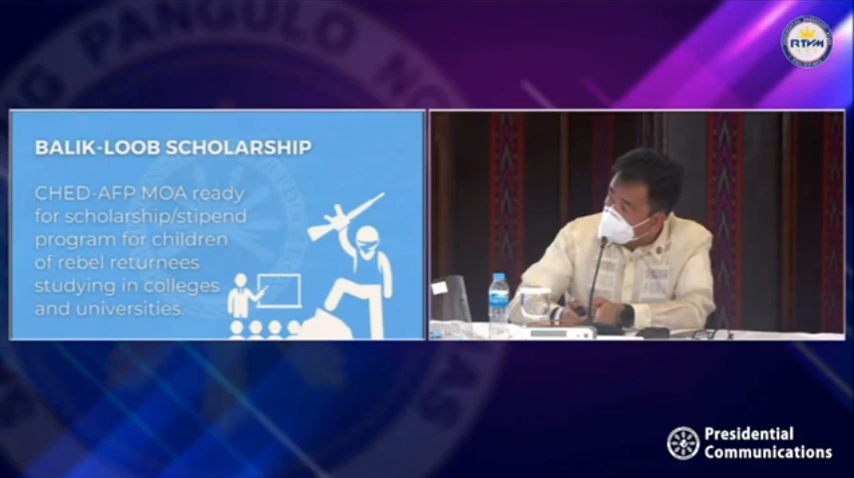 RTVM
BALIK-LOOB SCHOLARSHIP
CHED-AFP MOA ready
for scholarship/stipend
program for children
of rebel returnees
studying in colleges
and universities.
Presidential
Communications